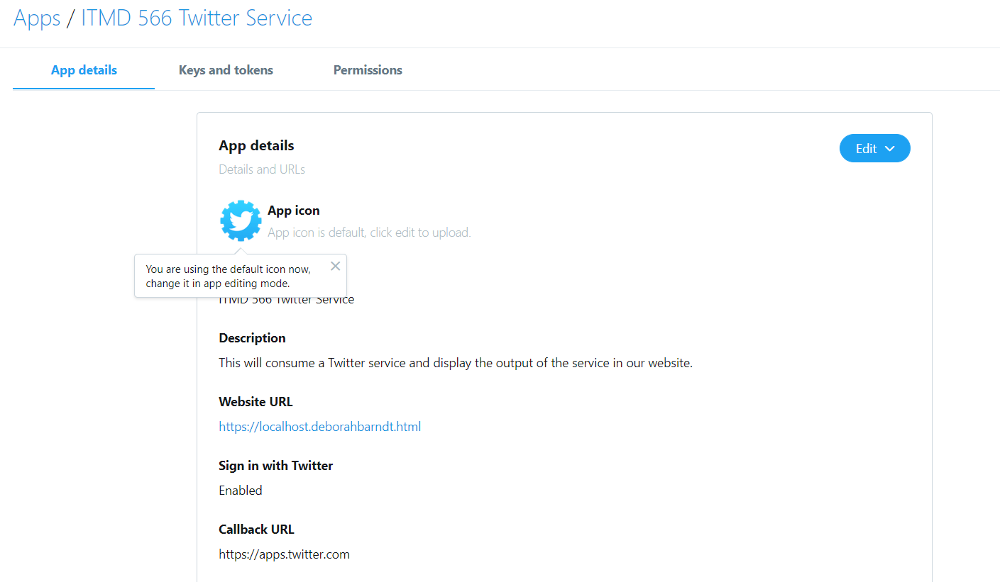 Apps / ITMD 566 Twitter Service
App details Keys and tokens Permissions
App details
Edit
Details and URLs
App icon
App icon is default, click edit to upload.
You are using the default icon now,
change it in app editing mode.
ITMD 566 Twitter Service
Description
This will consume a Twitter service and display the output of the service in our website.
Website URL
https://localhost.deborahbarndt.html
Sign in with Twitter
Enabled
Callback URL
https://apps.twitter.com